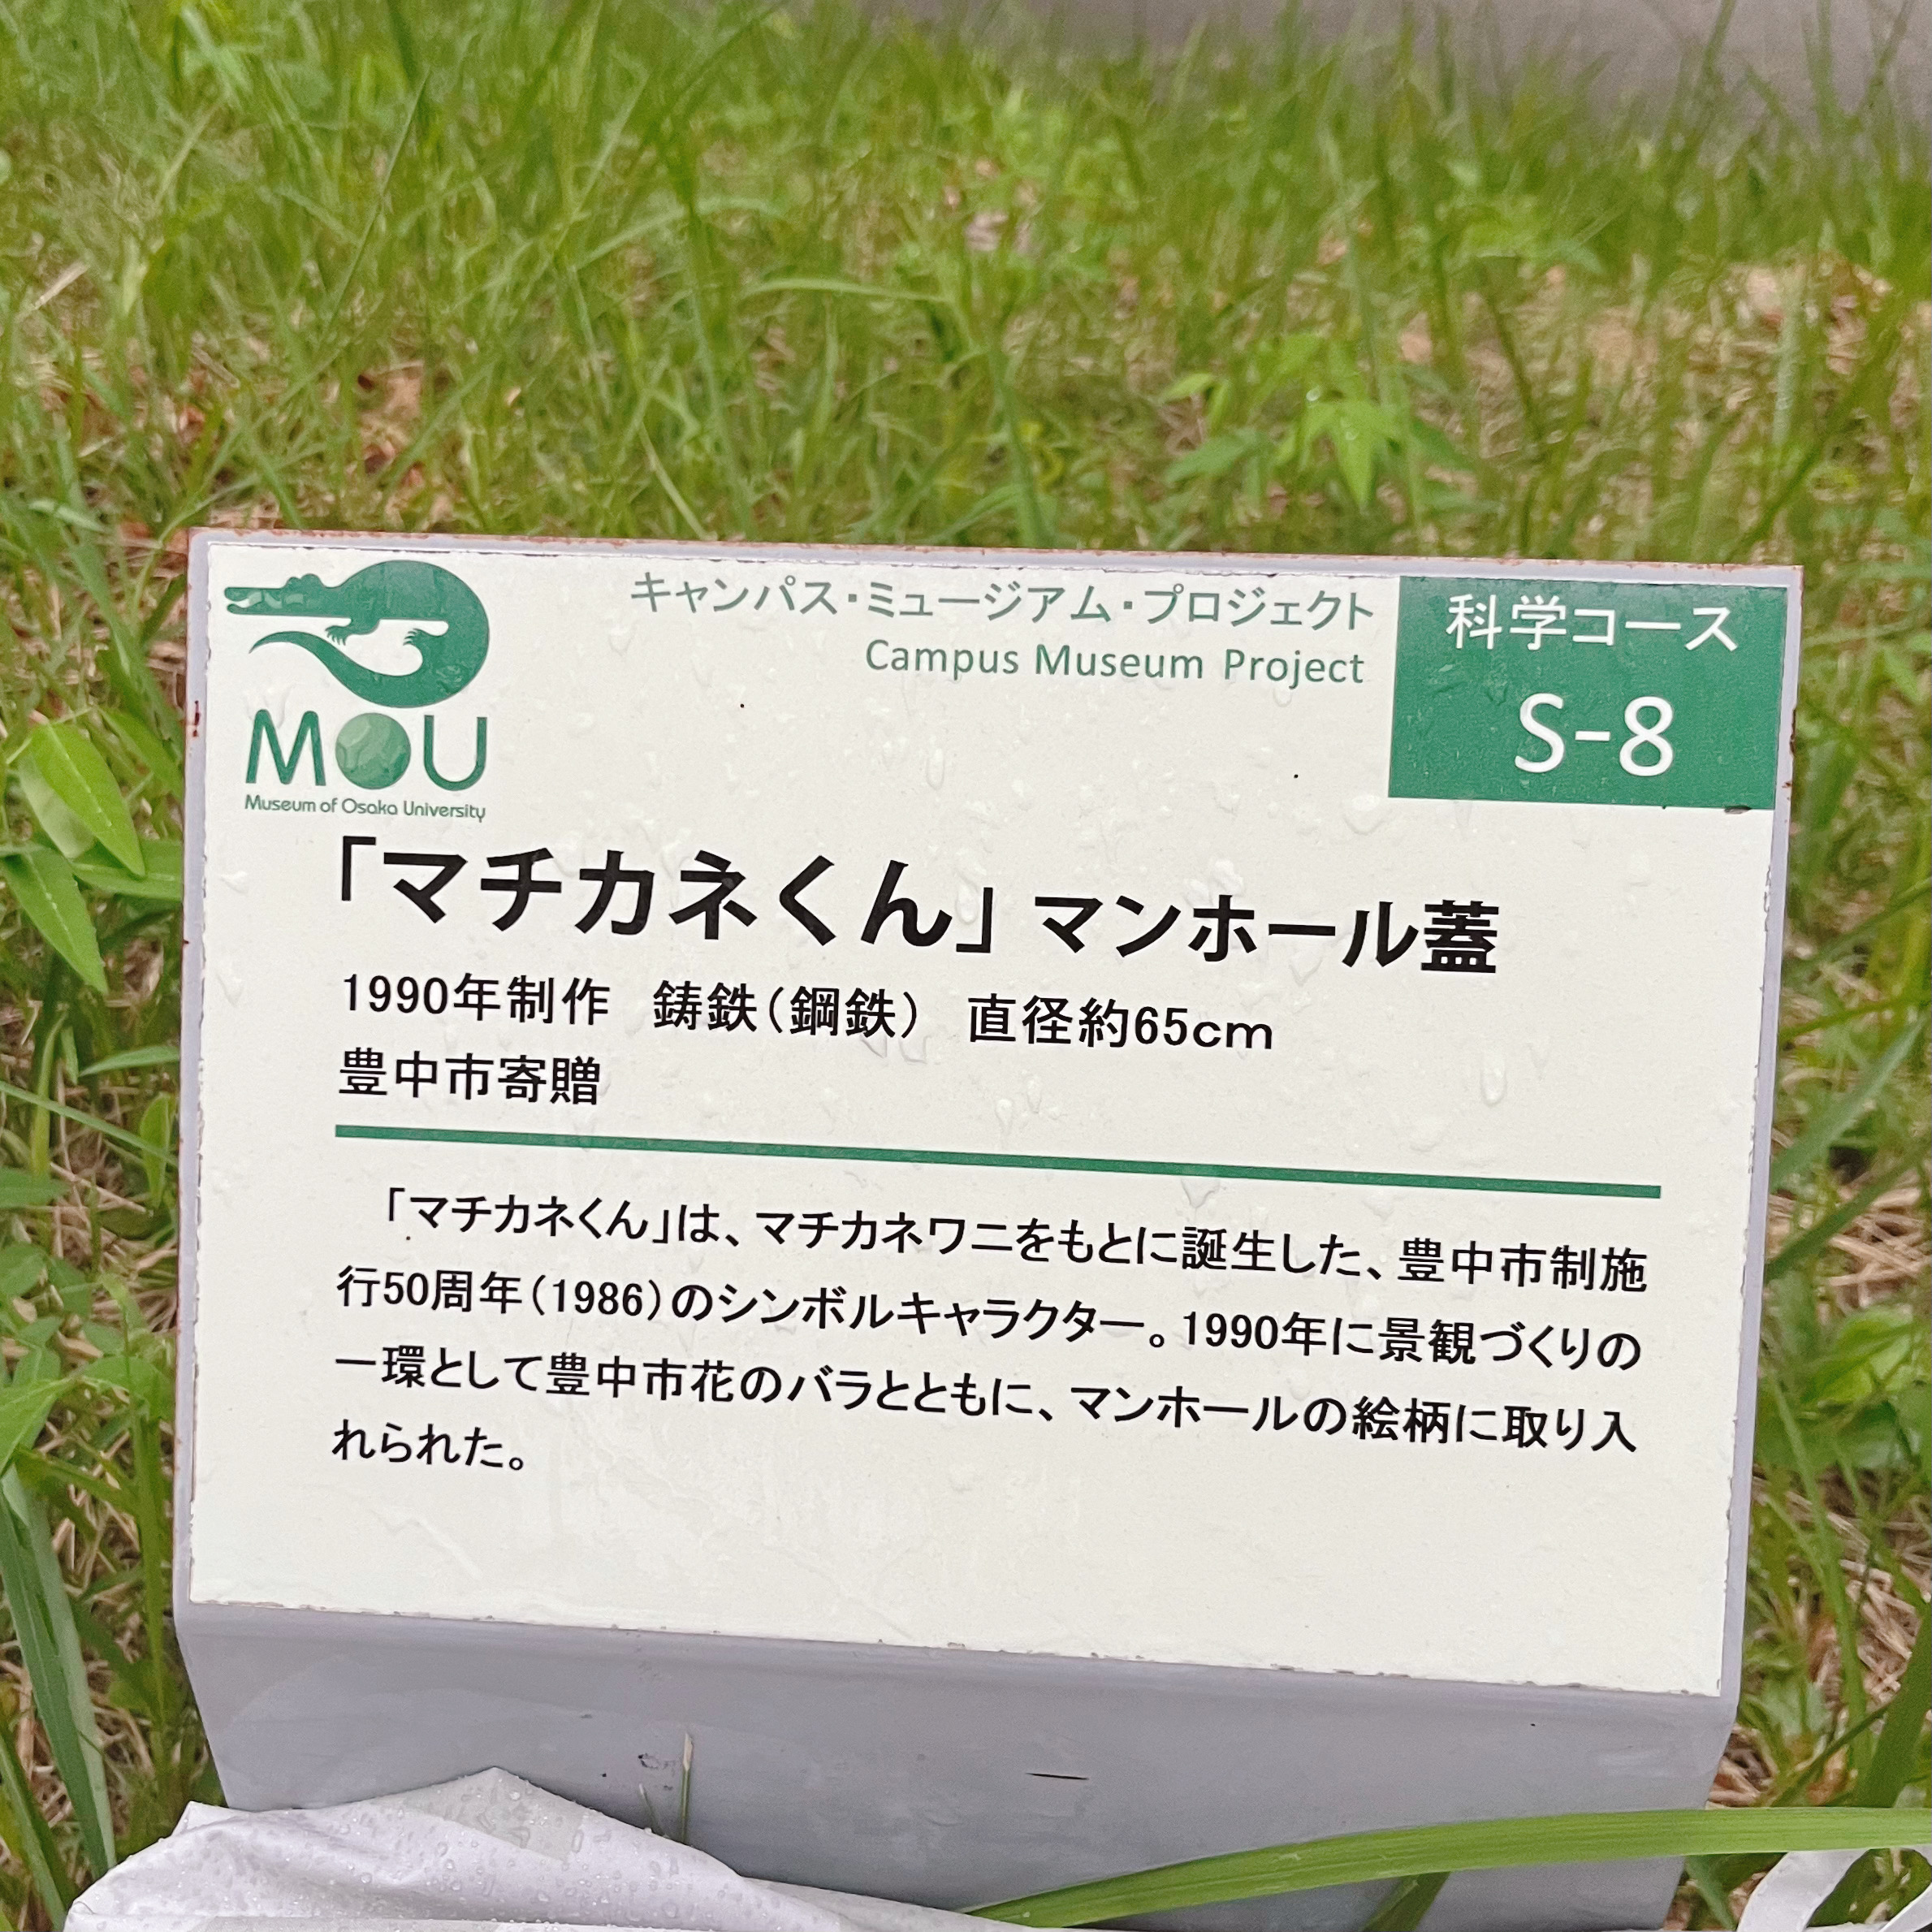 キャンパス・ミュージアム・プロジェクト
Campus Museum Project
科学コース
S-8
MOU
Museum of Osaka University
「マチカネくん」マンホール蓋
1990年制作　鋳鉄（鋼鉄）　直径約65cm
豊中市寄贈
「マチカネくん」は、マチカネワニをもとに誕生した、豊中市制施
行50周年（1986）のシンボルキャラクター。1990年に景観づくりの
一環として豊中市花のバラとともに、マンホールの絵柄に取り入
れられた。